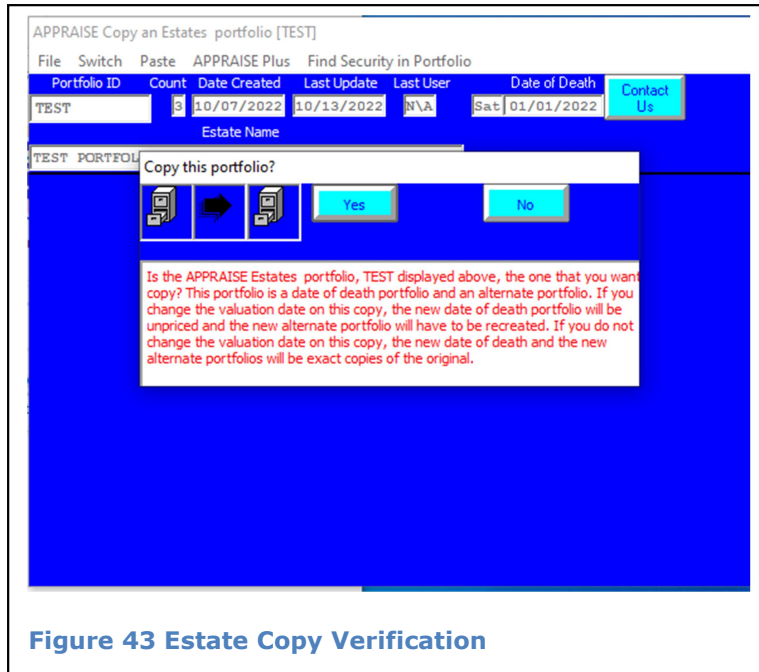 APPRAISE Copy an Estates portfolio [TEST]
File Switch Paste APPRAISE Plus Find Security in Portfolio
Portfolio ID Count Date Created Last Update Last User Date of Death Contact Us
TEST 3 10/07/2022 10/13/2022 N\A Sat 01/01/2022
Estate Name
TEST PORTFOL
Copy this portfolio?
Yes No
Is the APPRAISE Estates portfolio, TEST displayed above, the one that you want
copy? This portfolio is a date of death portfolio and an alternate portfolio. If you
change the valuation date on this copy, the new date of death portfolio will be
unpriced and the new alternate portfolio will have to be recreated. If you do not
change the valuation date on this copy, the new date of death and the new
alternate portfolios will be exact copies of the original.
Figure 43 Estate Copy Verification